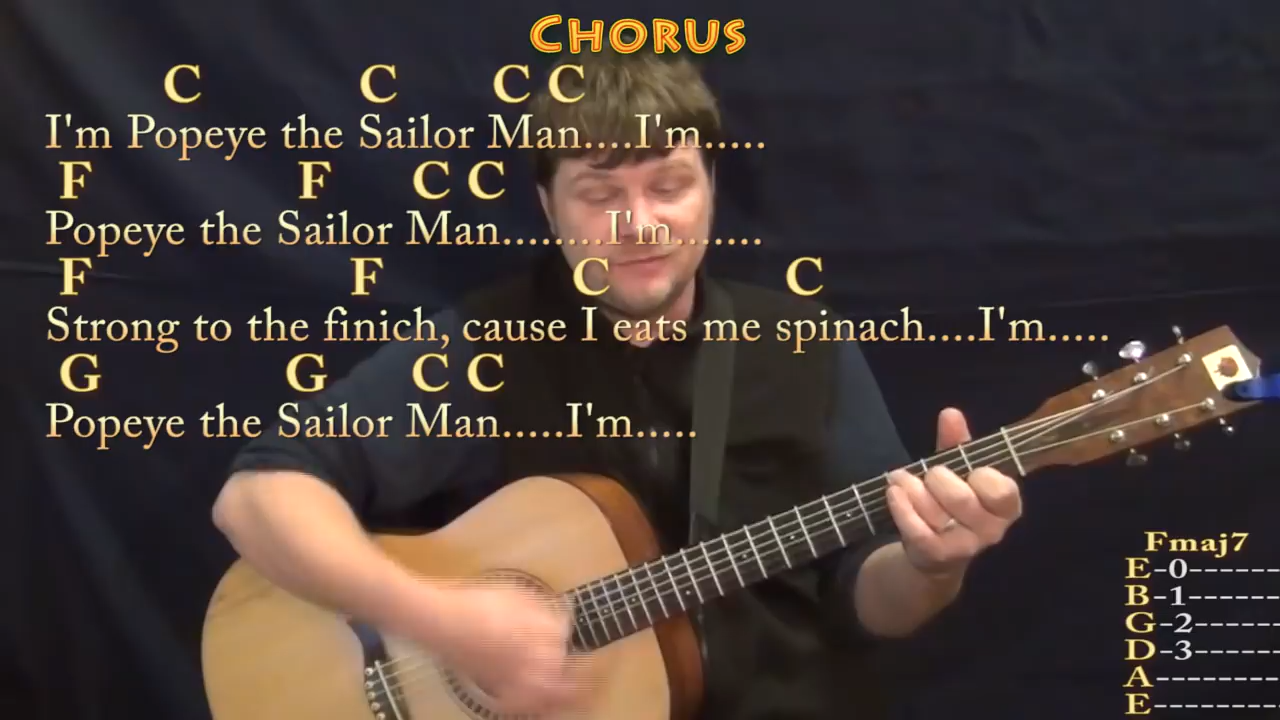 CHORUS
C C C C
I'm Popeye the Sailor Man....I'm.....
F F C C
Popeye the Sailor Man........I'm.......
F F C C
Strong to the finich, cause I eats me spinach....I'm.....
G G C C
Popeye the Sailor Man.....I'm.....
Fmaj7
E-0------
B-1------
G-2------
D-3------
A--------
E--------